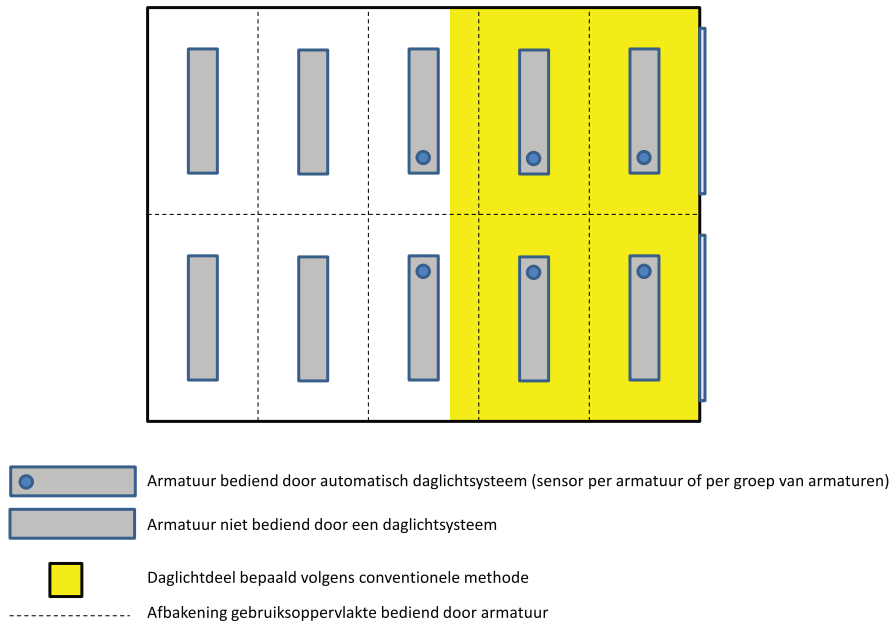 Armatuur bediend door automatisch daglichtsysteem (sensor per armatuur of per groep van armaturen)
Armatuur niet bediend door een daglichtsysteem
Daglichtdeel bepaald volgens conventionele methode
Afbakening gebruiksoppervlakte bediend door armatuur